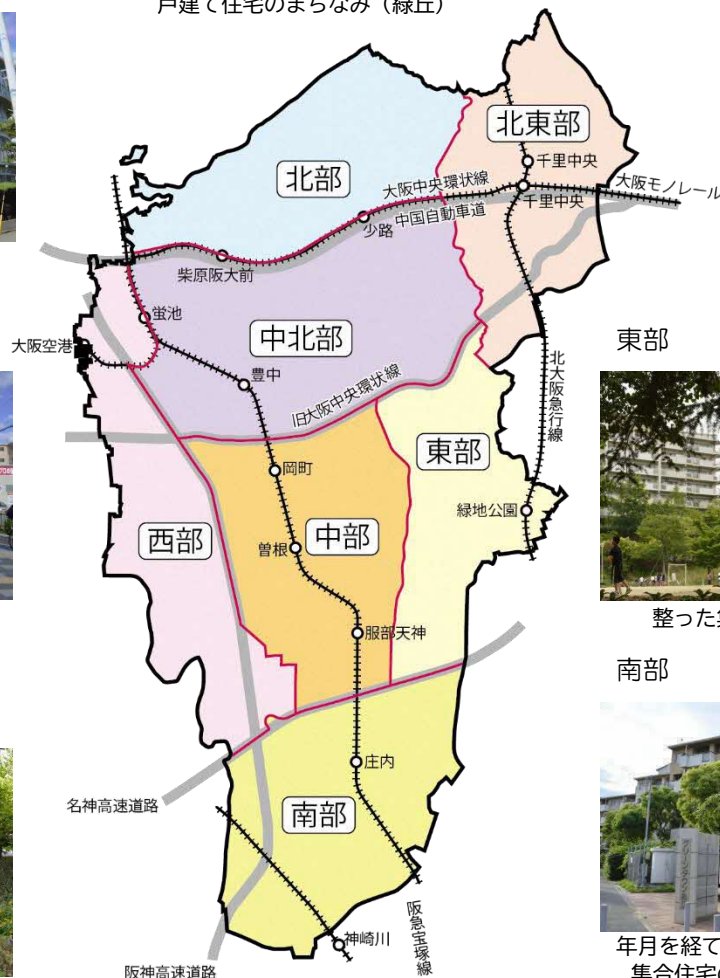 戸建て住宅のまちなみ（緑丘）
北東部
千里中央
北部
大阪中央環状線
大阪モノレール
千里中央
中国自動車道
少路
柴原阪大前
蛍池
大阪空港
中北部
東部
豊中
北大阪急行線
旧大阪中央環状線
東部
岡町
緑地公園
西部
中部
曽根
整った
服部天神
南部
庄内
名神高速道路
南部
阪急宝塚線
神崎川
年月を経て
集合住宅
阪神高速道路